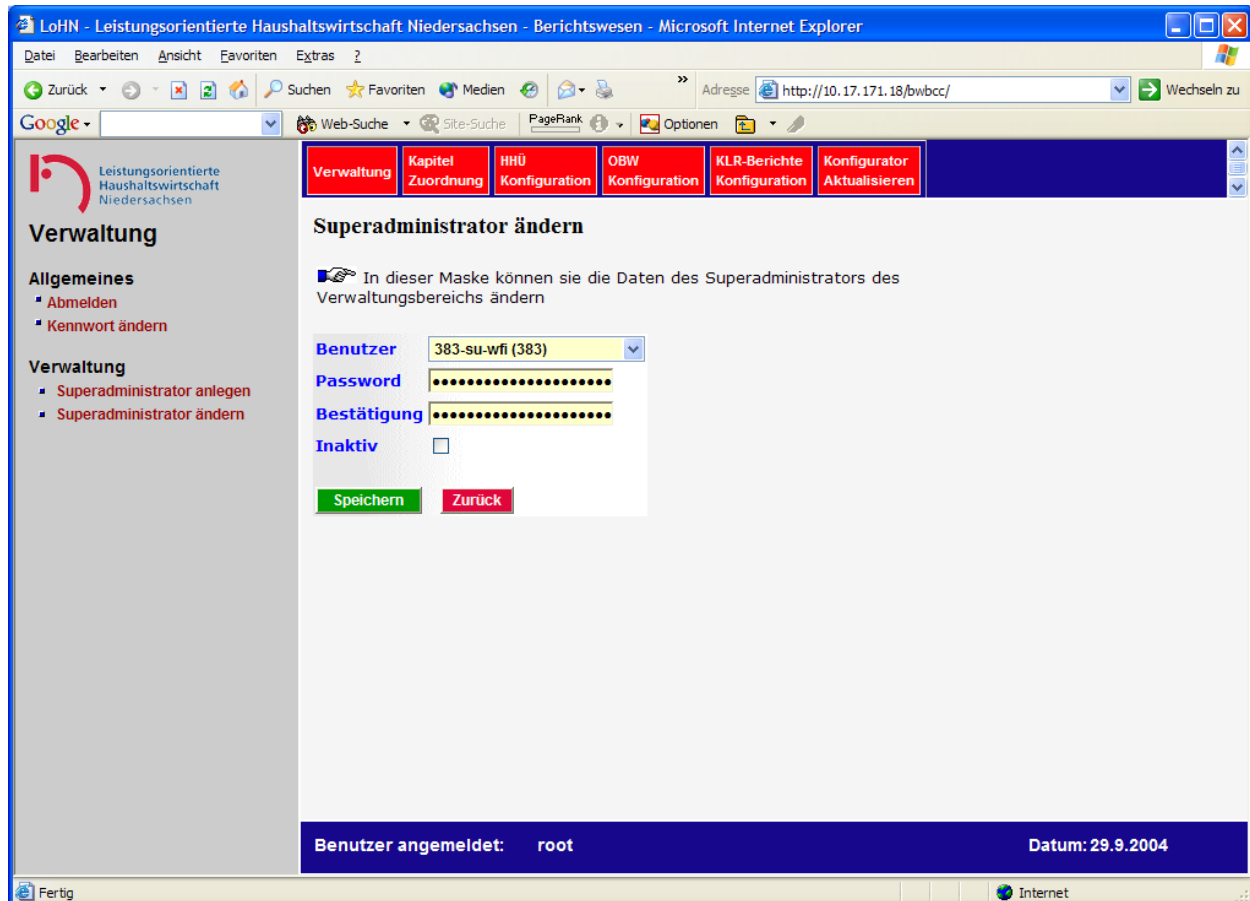 LoHN - Leistungsorientierte Haushaltswirtschaft Niedersachsen - Berichtswesen - Microsoft Internet Explorer
Datei Bearbeiten Ansicht Favoriten Extras ?
Zurück Suchen Favoriten Medien » Adresse http://10.17.171.18/bwbcc/ Wechseln zu
Google Web-Suche Site-Suche PageRank Optionen
Leistungsorientierte
Haushaltswirtschaft
Niedersachsen
Verwaltung
Allgemeines
Abmelden
Kennwort ändern
Verwaltung
Superadministrator anlegen
Superadministrator ändern
Verwaltung
Kapitel
Zuordnung
HHÜ
Konfiguration
OBW
Konfiguration
KLR-Berichte
Konfiguration
Konfigurator
Aktualisieren
Superadministrator ändern
In dieser Maske können sie die Daten des Superadministrators des
Verwaltungsbereichs ändern
Benutzer 383-su-wfi (383)
Password •••••••••••••••••••••
Bestätigung •••••••••••••••••••••
Inaktiv
Speichern Zurück
Benutzer angemeldet: root Datum: 29.9.2004
Fertig Internet